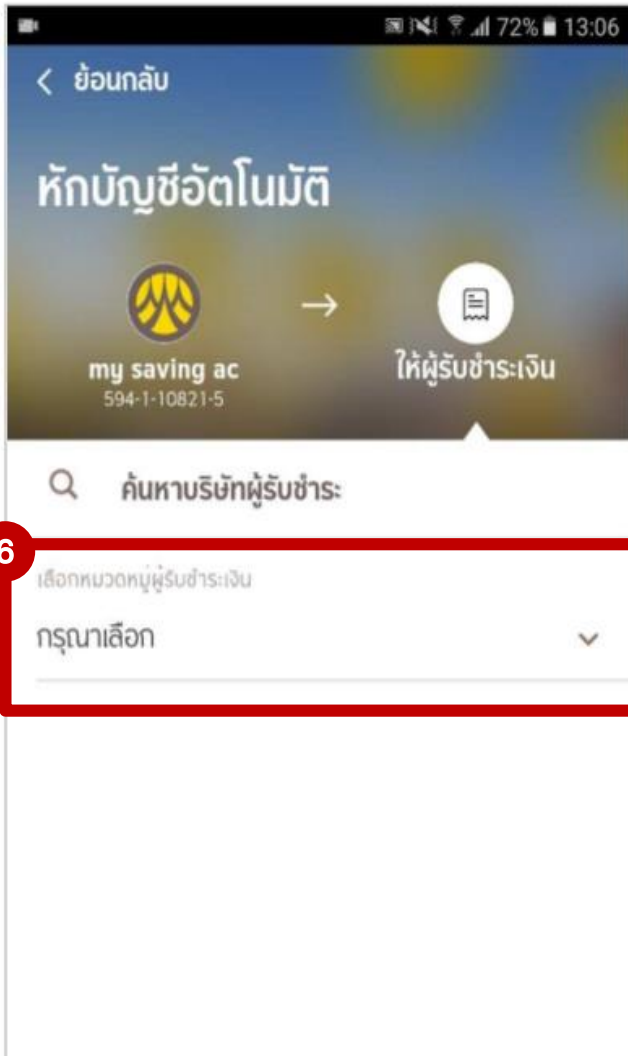 72% 13:06
ย้อนกลับ
หักบัญชีอัตโนมัติ
my saving ac
594-1-10821-5
ให้ผู้รับชำระเงิน
ค้นหาบริษัทผู้รับชำระ
6
เลือกหมวดหมู่ผู้รับชำระเงิน
กรุณาเลือก